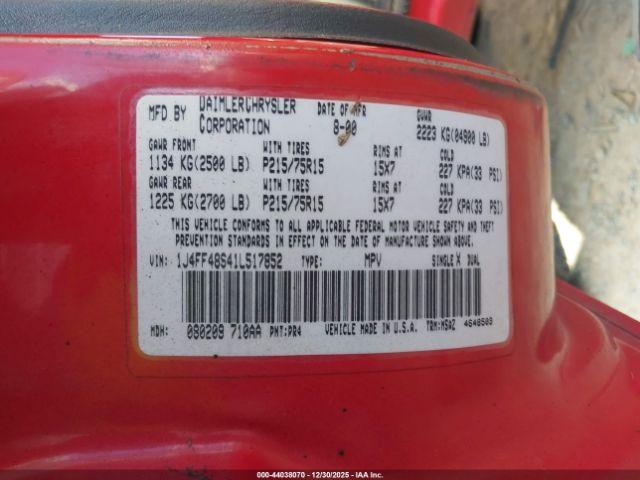 MFD BY DAIMLERCHRYSLER CORPORATION DATE OF MFR 8-00 GVWR 2223 KG(04900 LB)
GAWR FRONT WITH TIRES RIMS AT COLD
1134 KG(2500 LB) P215/75R15 15X7 227 KPA(33 PSI)
GAWR REAR WITH TIRES RIMS AT COLD
1225 KG(2700 LB) P215/75R15 15X7 227 KPA(33 PSI)
THIS VEHICLE CONFORMS TO ALL APPLICABLE FEDERAL MOTOR VEHICLE SAFETY AND THEFT
PREVENTION STANDARDS IN EFFECT ON THE DATE OF MANUFACTURE SHOWN ABOVE.
VIN: 1J4FF48S41L517852 TYPE: MPV SINGLE X DUAL
MDH: 090209 710AA PNT:PR4 VEHICLE MADE IN U.S.A. TRM:MSAZ 4648503
000-44038070 - 12/30/2025 - IAA Inc.